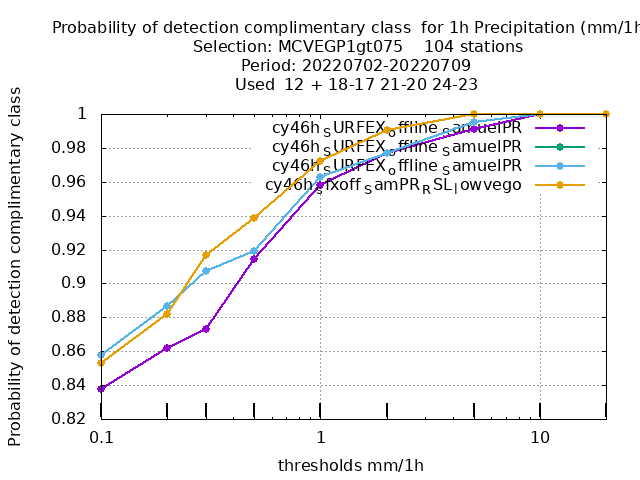 Probability of detection complimentary class  for 1h Precipitation (mm/1h
Selection: MCVEGP1gt075    104 stations
Period: 20220702-20220709
Used  12 + 18-17 21-20 24-23
Probability of detection complimentary class
1
0.98
0.96
0.94
0.92
0.9
0.88
0.86
0.84
0.82
cy46h_SURFEX_offline_samuelPR
cy46h_SURFEX_offline_SamuelPR
cy46h_SURFEX_offline_SamuelPR
cy46h_sfxoff_SamPR_RSL_lowvego
0.1
1
10
thresholds mm/1h